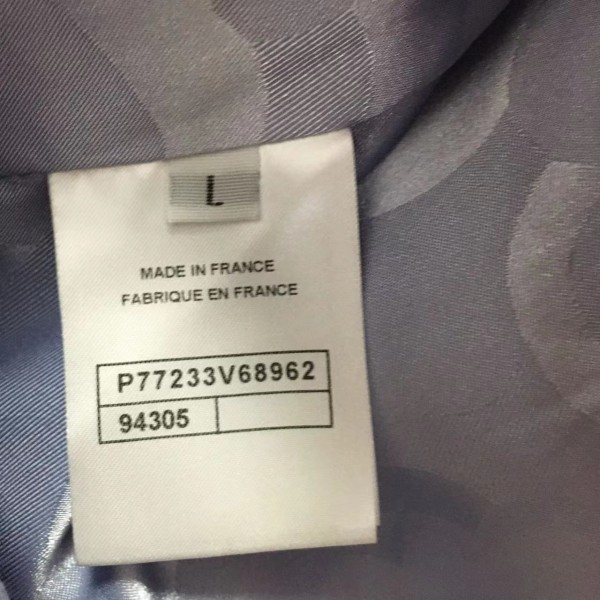 L
MADE IN FRANCE
FABRIQUE EN FRANCE
P77233V68962
94305